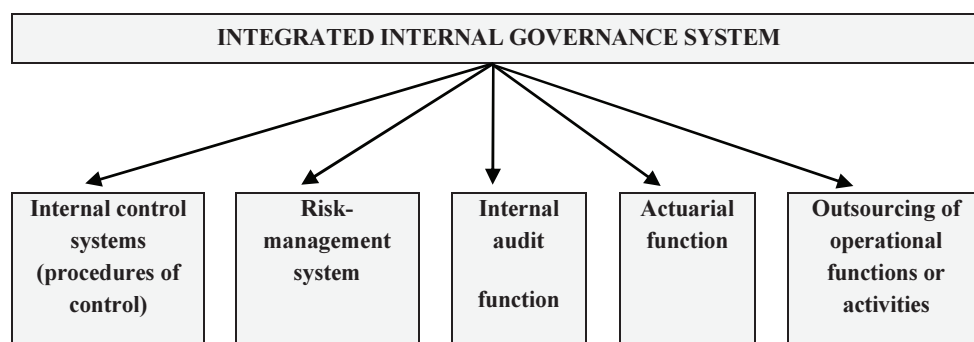 INTEGRATED INTERNAL GOVERNANCE SYSTEM
Internal control
systems
(procedures of
control)
Risk-
management
system
Internal
audit
function
Actuarial
function
Outsourcing of
operational
functions or
activities